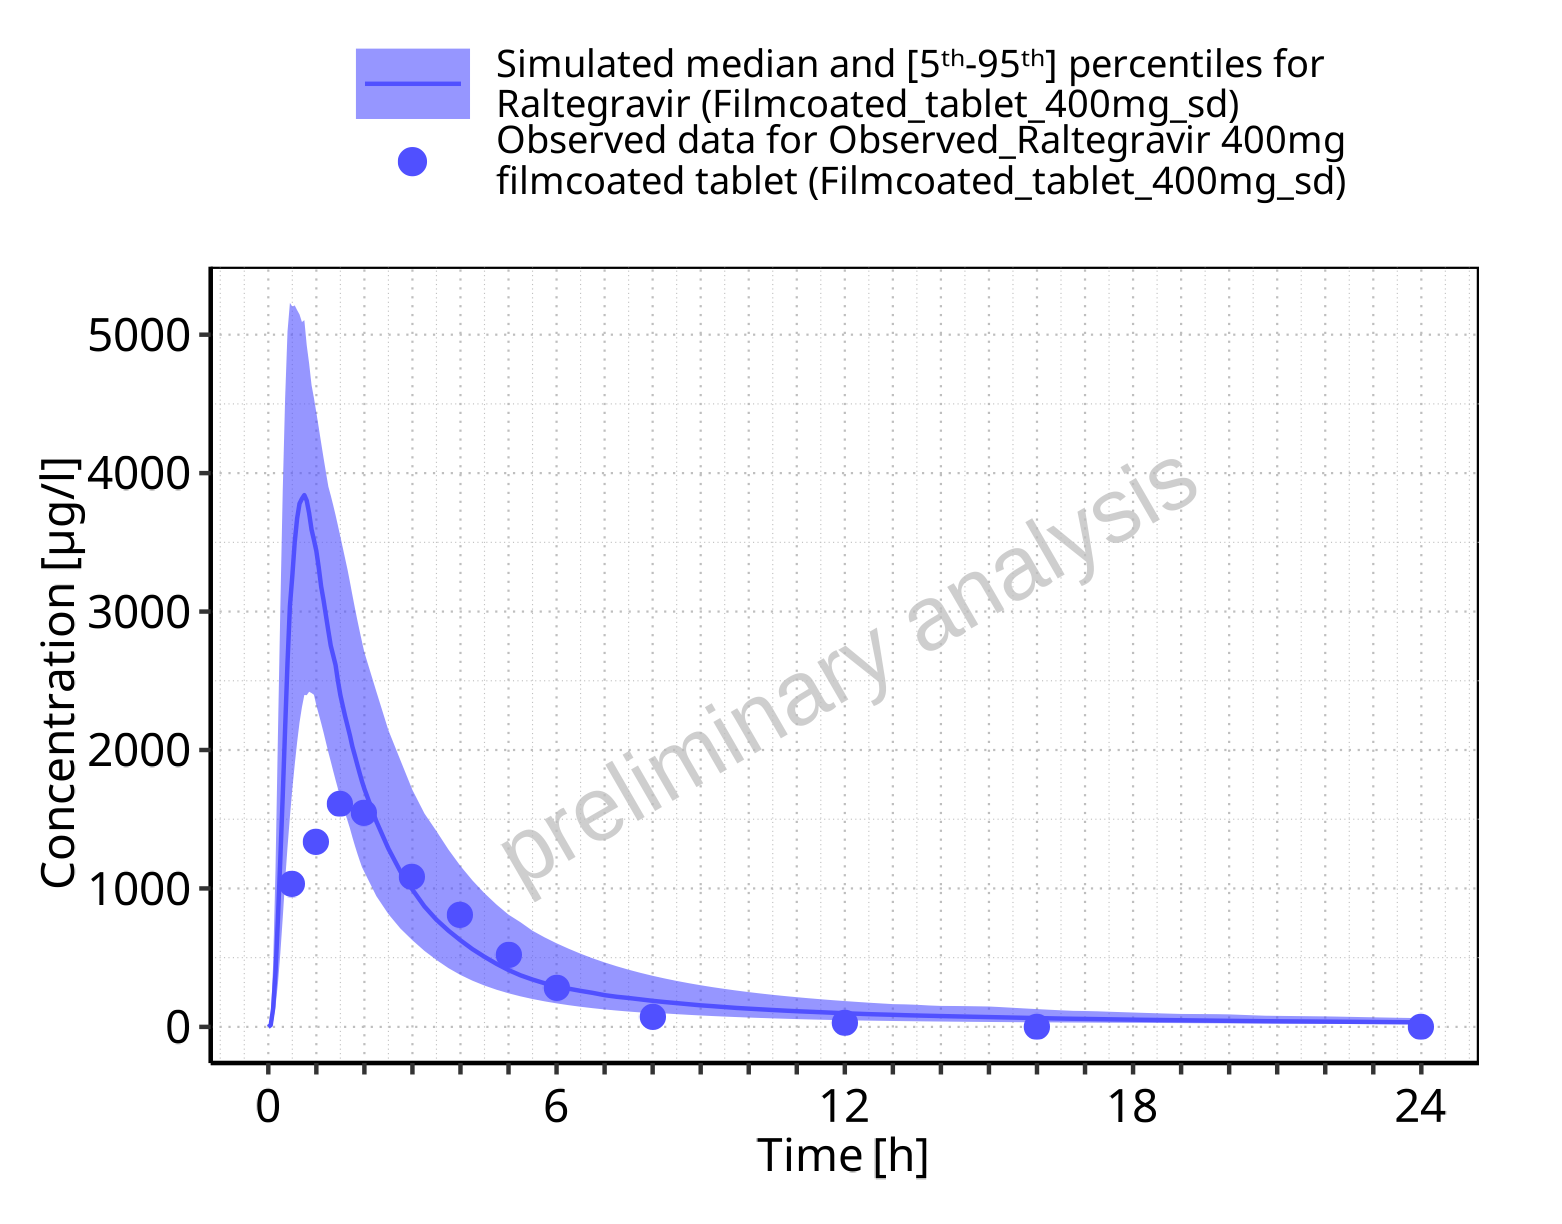 Simulated median and [5th-95th] percentiles for
Raltegravir (Filmcoated_tablet_400mg_sd)
Observed data for Observed_Raltegravir 400mg
filmcoated tablet (Filmcoated_tablet_400mg_sd)
Concentration [µg/l]
5000
4000
3000
2000
1000
0
preliminary analysis
0 6 12 18 24
Time [h]